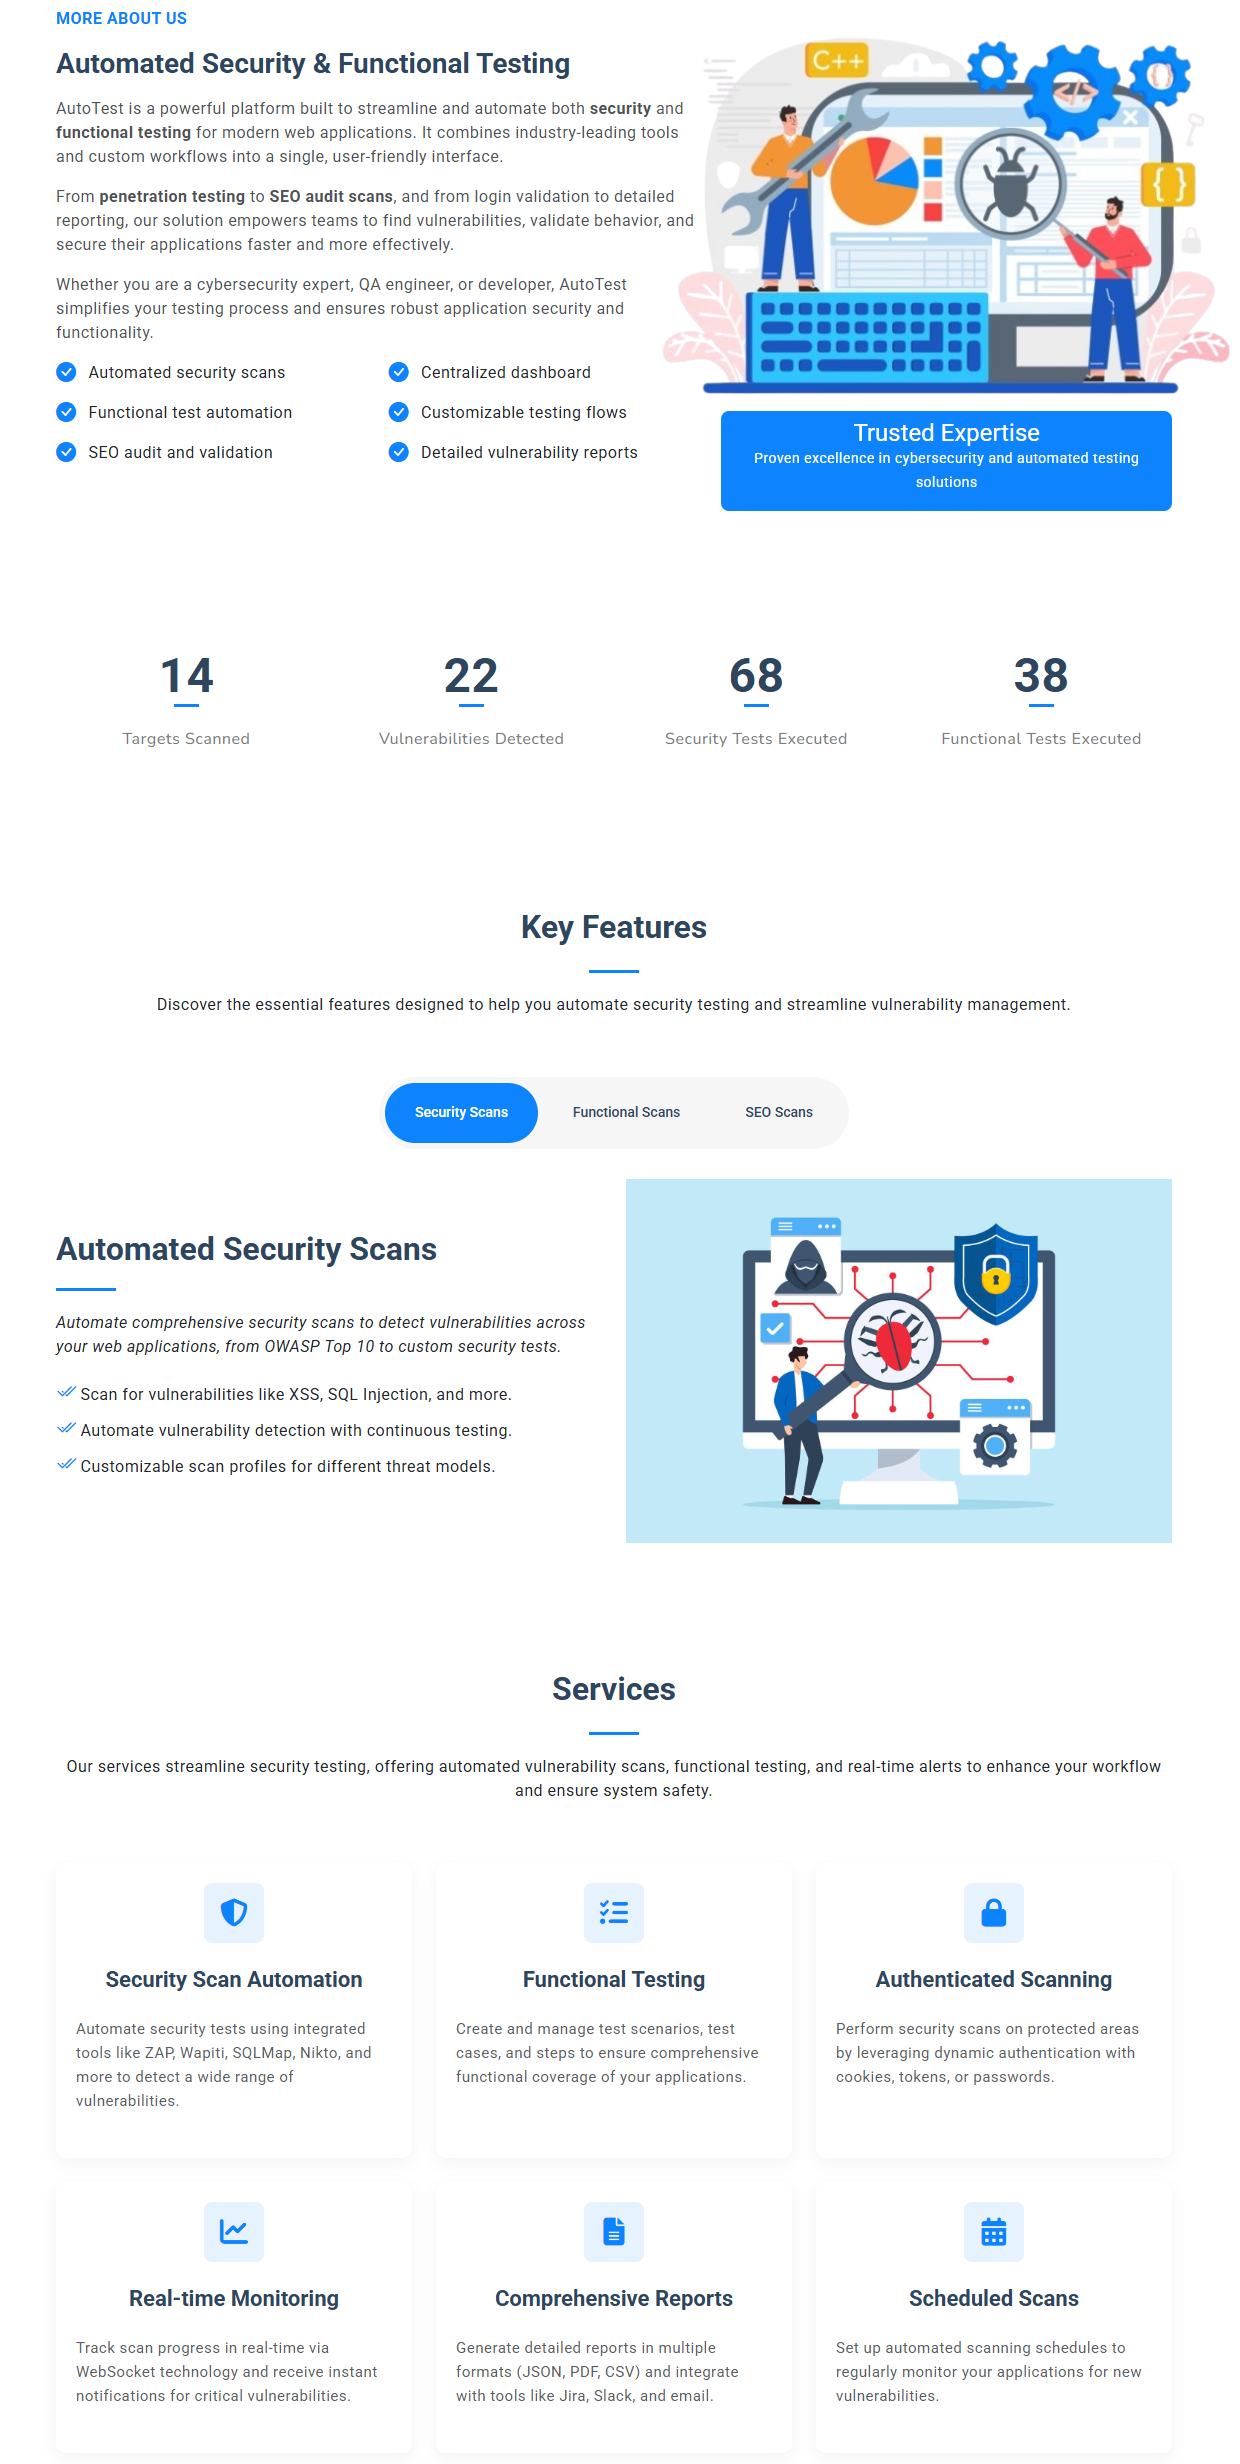 MORE ABOUT US
Automated Security & Functional Testing
AutoTest is a powerful platform built to streamline and automate both security and
functional testing for modern web applications. It combines industry-leading tools
and custom workflows into a single, user-friendly interface.
From penetration testing to SEO audit scans, and from login validation to detailed
reporting, our solution empowers teams to find vulnerabilities, validate behavior, and
secure their applications faster and more effectively.
Whether you are a cybersecurity expert, QA engineer, or developer, AutoTest
simplifies your testing process and ensures robust application security and
functionality.
Automated security scans
Functional test automation
SEO audit and validation
Centralized dashboard
Customizable testing flows
Detailed vulnerability reports
C++
</>
{}
{}
Trusted Expertise
Proven excellence in cybersecurity and automated testing
solutions
14
Targets Scanned
22
Vulnerabilities Detected
68
Security Tests Executed
38
Functional Tests Executed
Key Features
Discover the essential features designed to help you automate security testing and streamline vulnerability management.
Security Scans
Functional Scans
SEO Scans
Automated Security Scans
Automate comprehensive security scans to detect vulnerabilities across
your web applications, from OWASP Top 10 to custom security tests.
Scan for vulnerabilities like XSS, SQL Injection, and more.
Automate vulnerability detection with continuous testing.
Customizable scan profiles for different threat models.
Services
Our services streamline security testing, offering automated vulnerability scans, functional testing, and real-time alerts to enhance your workflow
and ensure system safety.
Security Scan Automation
Automate security tests using integrated
tools like ZAP, Wapiti, SQLMap, Nikto, and
more to detect a wide range of
vulnerabilities.
Functional Testing
Create and manage test scenarios, test
cases, and steps to ensure comprehensive
functional coverage of your applications.
Authenticated Scanning
Perform security scans on protected areas
by leveraging dynamic authentication with
cookies, tokens, or passwords.
Real-time Monitoring
Track scan progress in real-time via
WebSocket technology and receive instant
notifications for critical vulnerabilities.
Comprehensive Reports
Generate detailed reports in multiple
formats (JSON, PDF, CSV) and integrate
with tools like Jira, Slack, and email.
Scheduled Scans
Set up automated scanning schedules to
regularly monitor your applications for new
vulnerabilities.